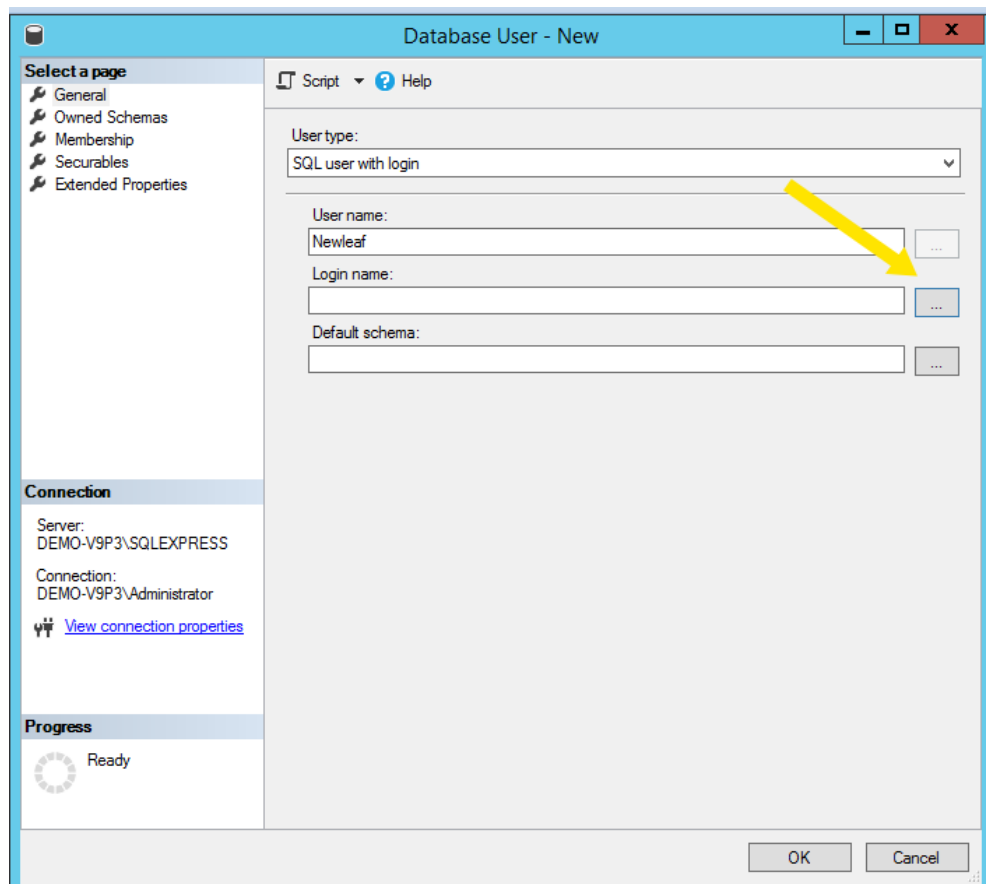 Database User - New
Select a page
General
Owned Schemas
Membership
Securables
Extended Properties
Script
Help
User type:
SQL user with login
User name:
Newleaf
...
Login name:
...
Default schema:
...
Connection
Server:
DEMO-V9P3\SQLEXPRESS
Connection:
DEMO-V9P3\Administrator
View connection properties
Progress
Ready
OK
Cancel